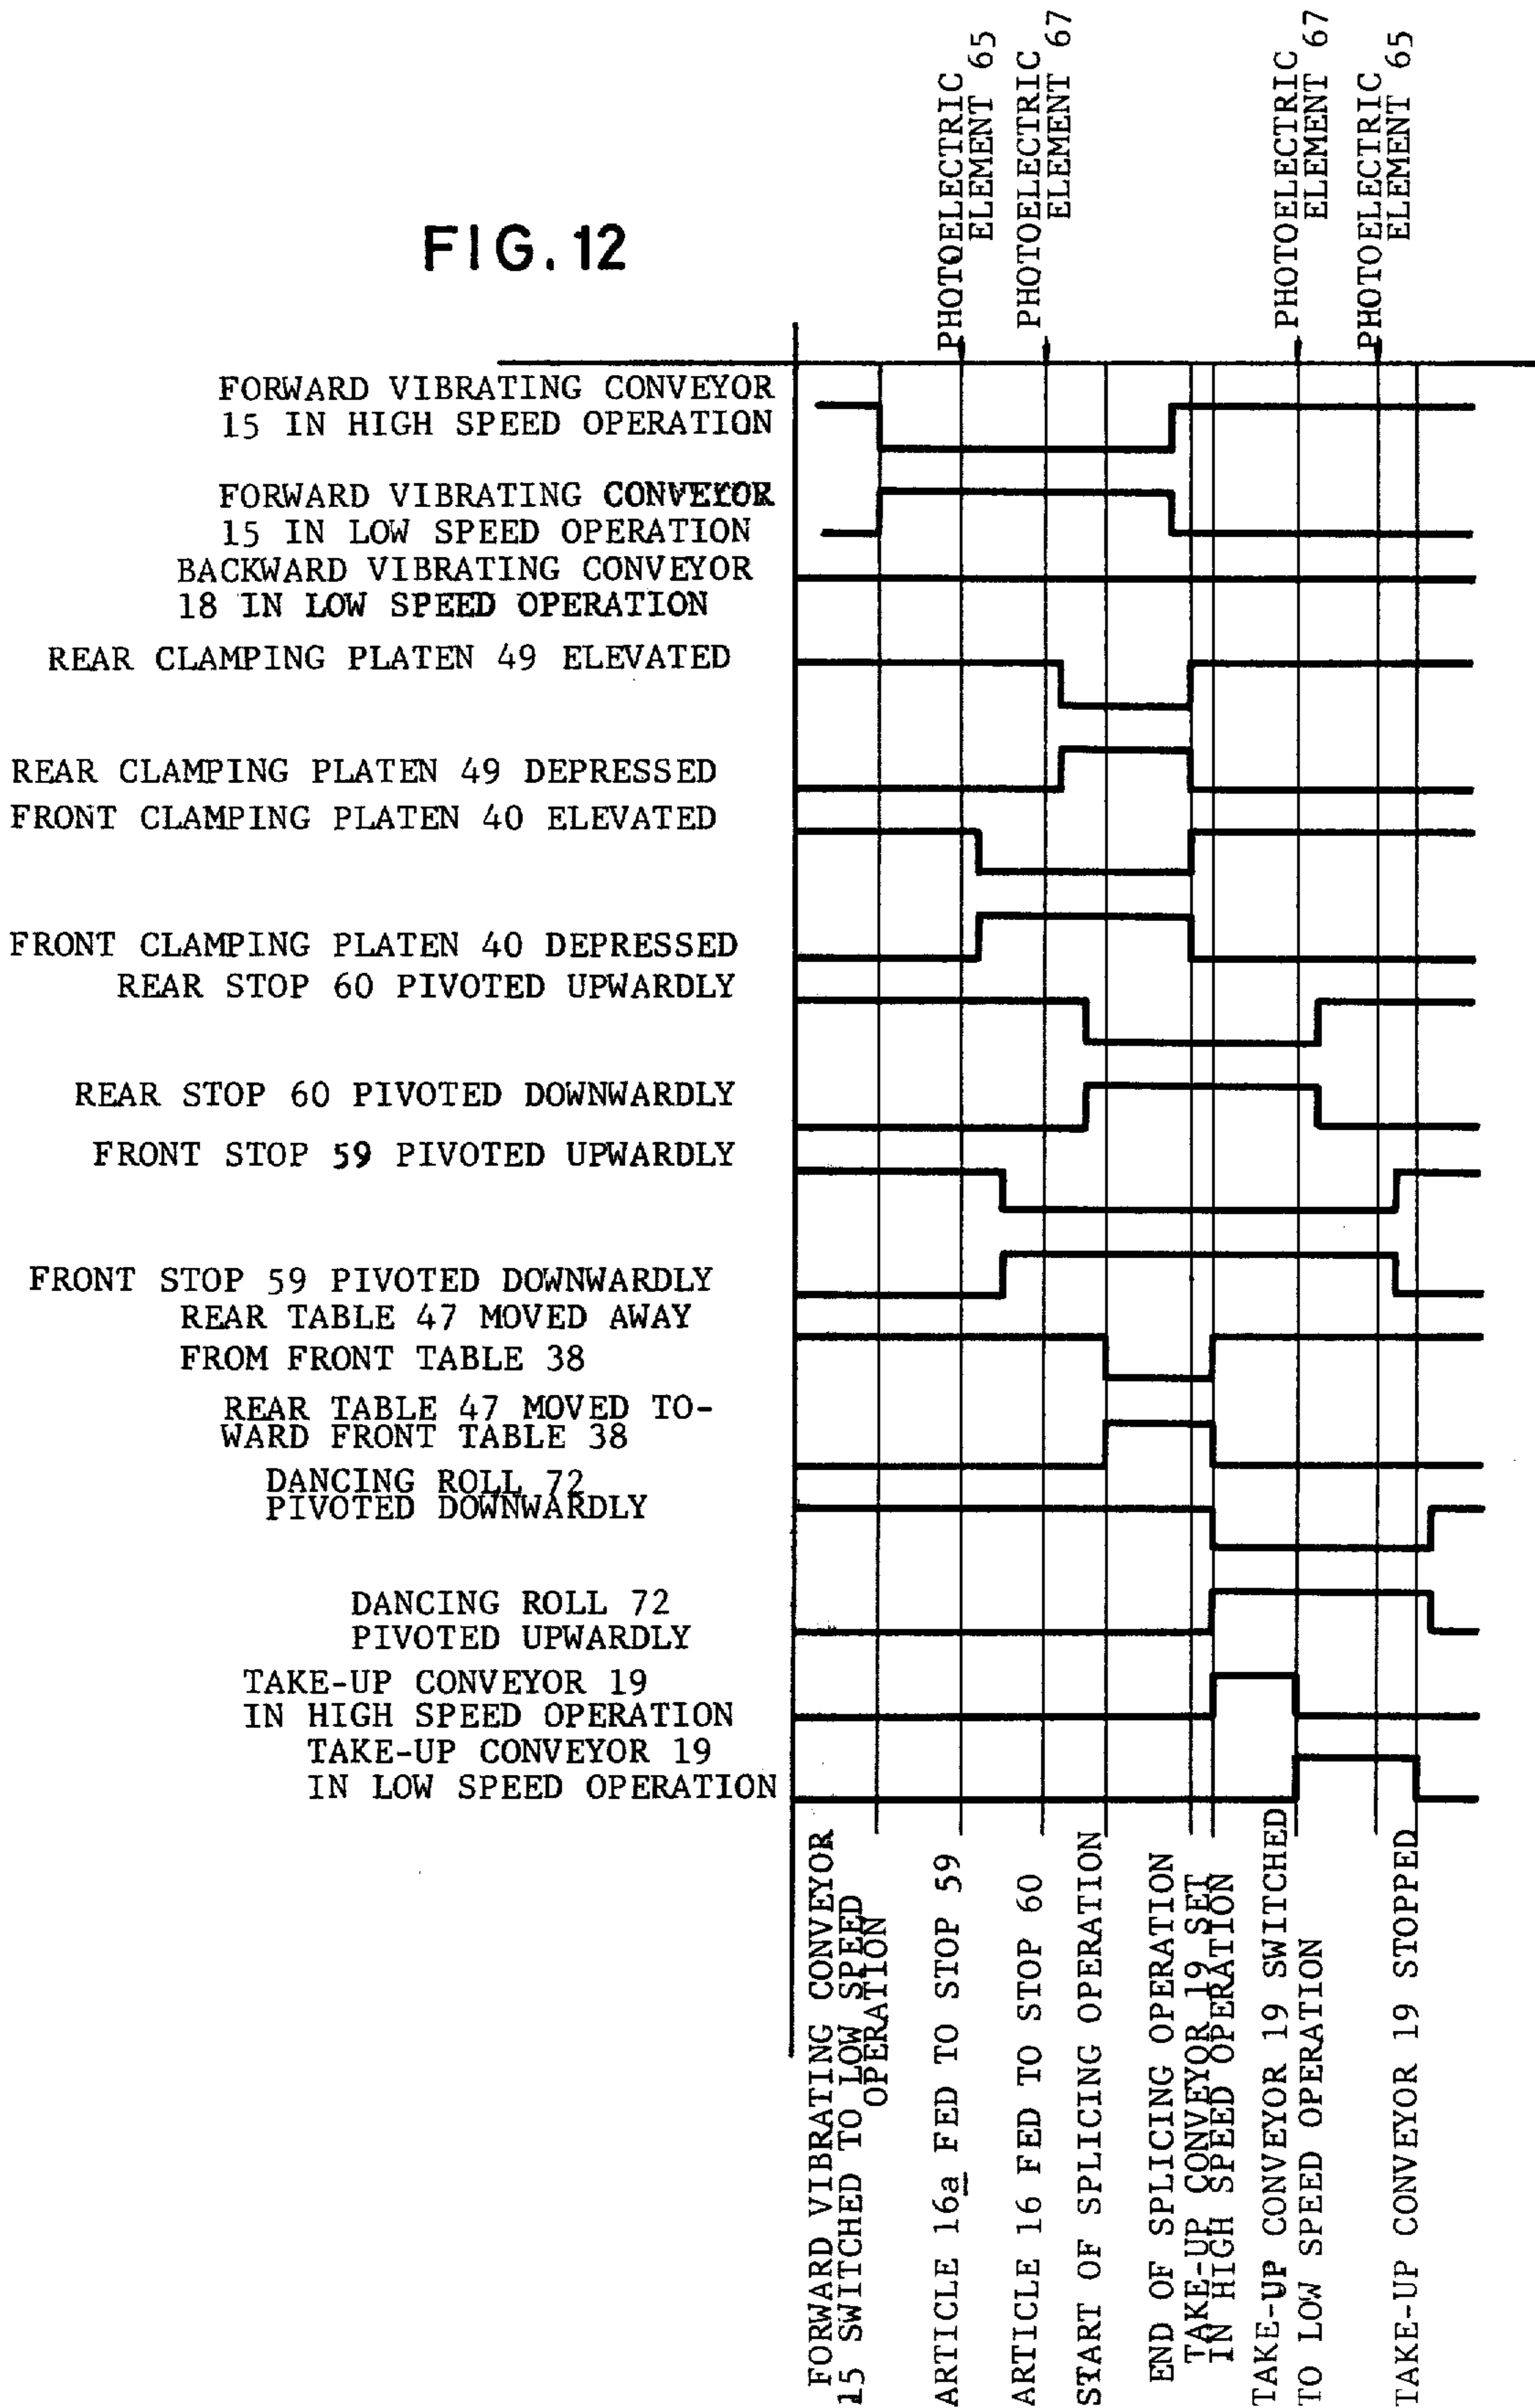 PHOTOELECTRIC
ELEMENT 65
PHOTOELECTRIC
ELEMENT 67
PHOTOELECTRIC
ELEMENT 67
PHOTOELECTRIC
ELEMENT 65
FIG. 12
FORWARD VIBRATING CONVEYOR
15 IN HIGH SPEED OPERATION
FORWARD VIBRATING CONVEYOR
15 IN LOW SPEED OPERATION
BACKWARD VIBRATING CONVEYOR
18 IN LOW SPEED OPERATION
REAR CLAMPING PLATEN 49 ELEVATED
REAR CLAMPING PLATEN 49 DEPRESSED
FRONT CLAMPING PLATEN 40 ELEVATED
FRONT CLAMPING PLATEN 40 DEPRESSED
REAR STOP 60 PIVOTED UPWARDLY
REAR STOP 60 PIVOTED DOWNWARDLY
FRONT STOP 59 PIVOTED UPWARDLY
FRONT STOP 59 PIVOTED DOWNWARDLY
REAR TABLE 47 MOVED AWAY
FROM FRONT TABLE 38
REAR TABLE 47 MOVED TO-
WARD FRONT TABLE 38
DANCING ROLL 72
PIVOTED DOWNWARDLY
DANCING ROLL 72
PIVOTED UPWARDLY
TAKE-UP CONVEYOR 19
IN HIGH SPEED OPERATION
TAKE-UP CONVEYOR 19
IN LOW SPEED OPERATION
FORWARD VIBRATING CONVEYOR
15 SWITCHED TO LOW SPEED
OPERATION
ARTICLE 16a FED TO STOP 59
ARTICLE 16 FED TO STOP 60
START OF SPLICING OPERATION
END OF SPLICING OPERATION
TAKE-UP CONVEYOR 19 SET
IN HIGH SPEED OPERATION
TAKE-UP CONVEYOR 19 SWITCHED
TO LOW SPEED OPERATION
TAKE-UP CONVEYOR 19 STOPPED